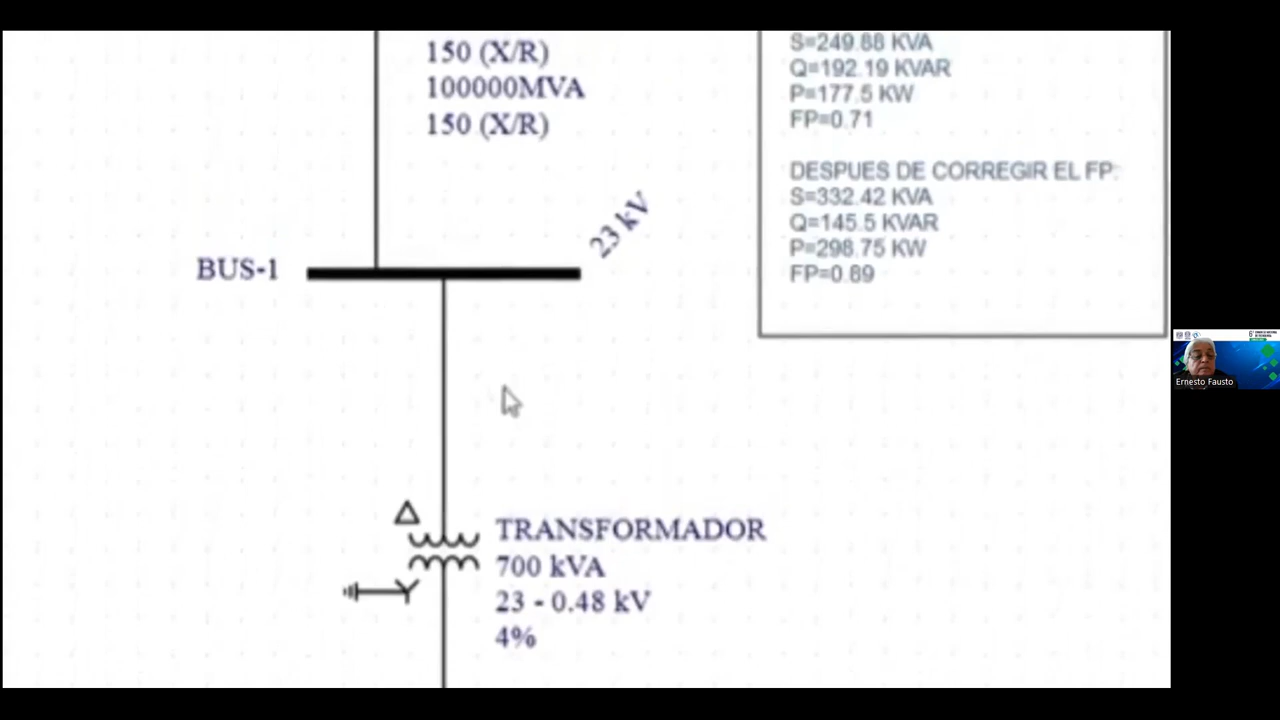 150 (X/R)
100000MVA
150 (X/R)
S=249.88 KVA
Q=192.19 KVAR
P=177.5 KW
FP=0.71
DESPUES DE CORREGIR EL FP:
S=332.42 KVA
Q=145.5 KVAR
P=298.75 KW
FP=0.89
23 kV
BUS-1
TRANSFORMADOR
700 kVA
23 - 0.48 kV
4%
Ernesto Fausto